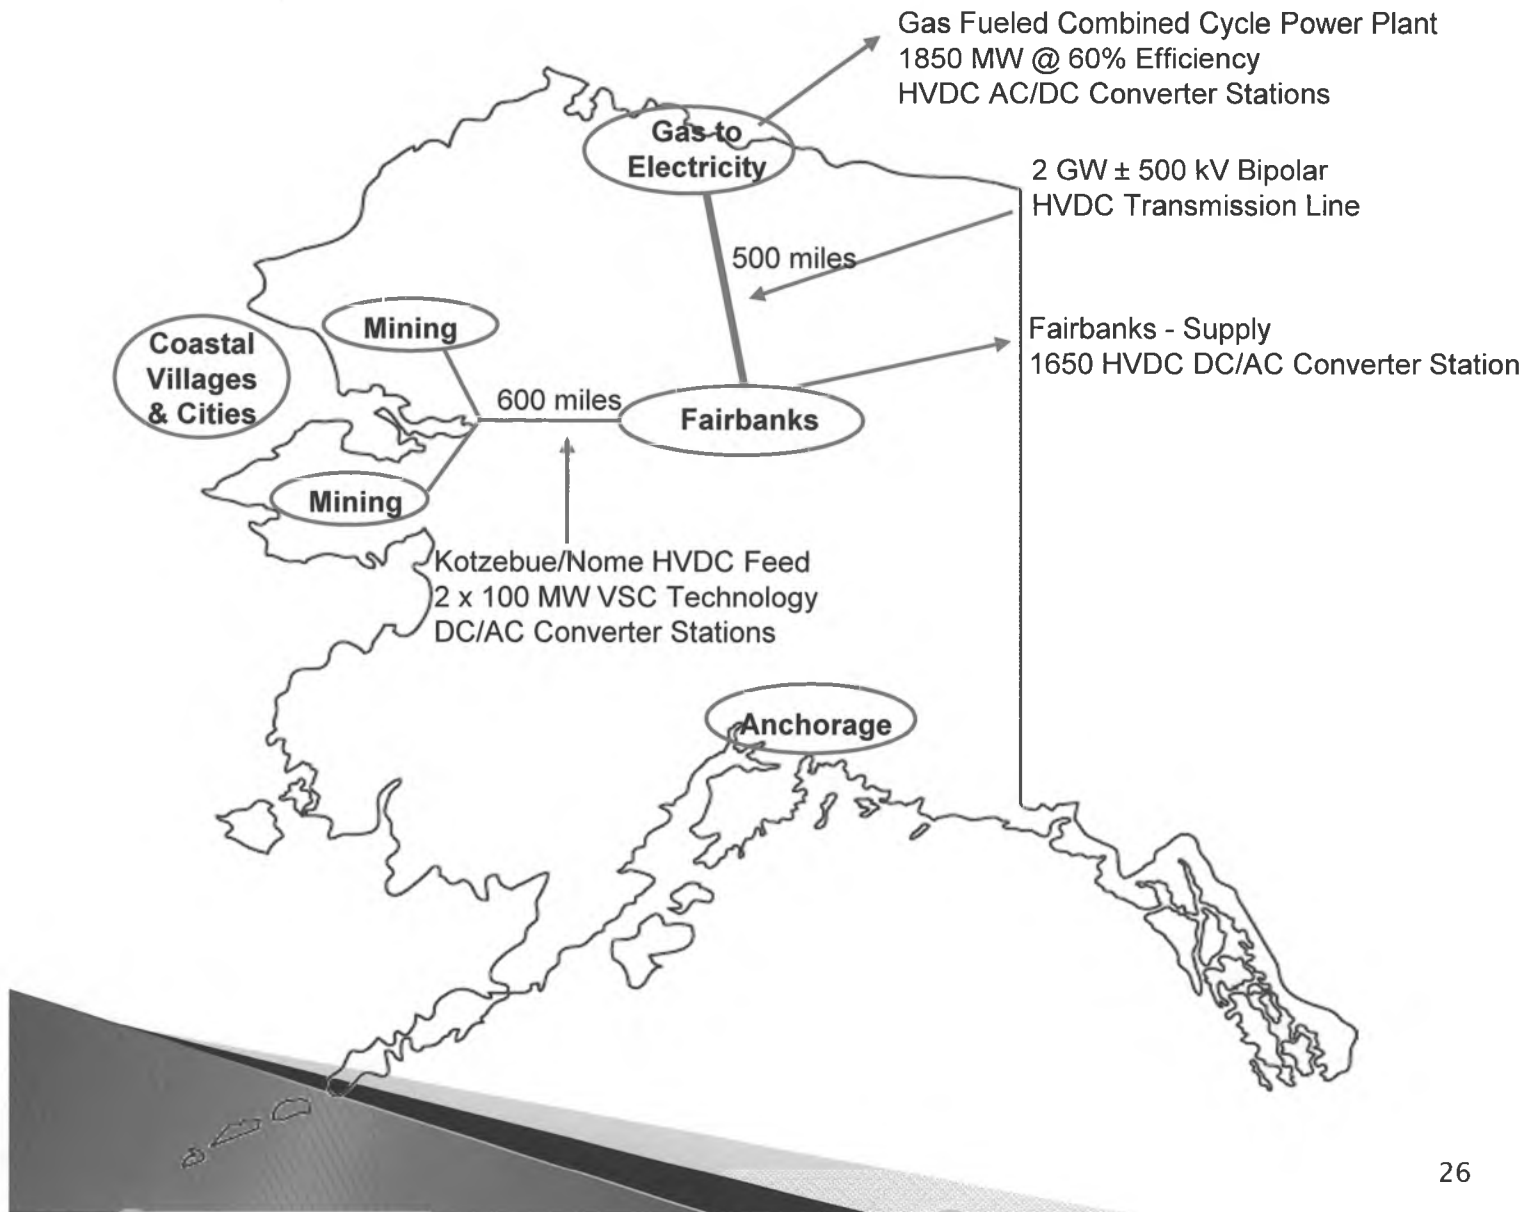 Gas Fueled Combined Cycle Power Plant
1850 MW @ 60% Efficiency
HVDC AC/DC Converter Stations
Gas to
Electricity
2 GW ± 500 kV Bipolar
HVDC Transmission Line
500 miles
Mining
Coastal
Villages
& Cities
Fairbanks - Supply
1650 HVDC DC/AC Converter Station
600 miles
Fairbanks
Mining
Kotzebue/Nome HVDC Feed
2 x 100 MW VSC Technology
DC/AC Converter Stations
Anchorage
26